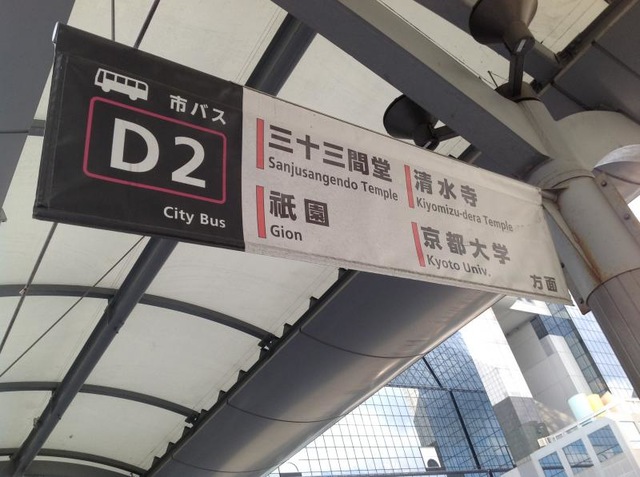 市バス
D2
City Bus
三十三間堂
Sanjusangendo Temple
清水寺
Kiyomizu-dera Temple
祇園
Gion
京都大学
Kyoto Univ.
方面